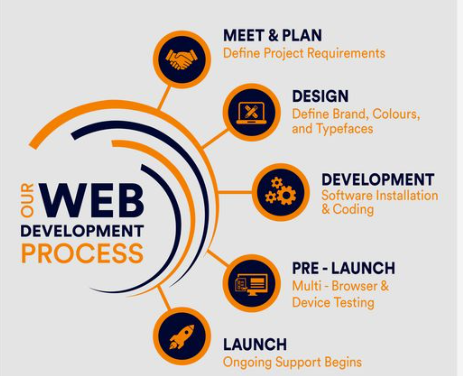 OUR
WEB
DEVELOPMENT
PROCESS
MEET & PLAN
Define Project Requirements
DESIGN
Define Brand, Colours,
and Typefaces
DEVELOPMENT
Software Installation
& Coding
PRE - LAUNCH
Multi - Browser &
Device Testing
LAUNCH
Ongoing Support Begins